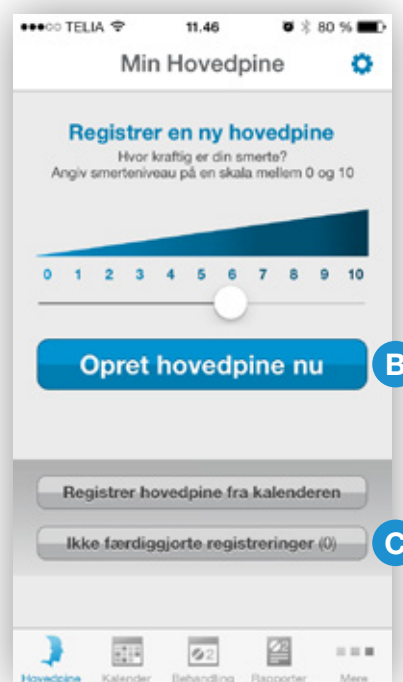 TELIA 11.46 80 %
Min Hovedpine
Registrer en ny hovedpine
Hvor kraftig er din smerte?
Angiv smerteniveau på en skala mellem 0 og 10
0 1 2 3 4 5 6 7 8 9 10
Opret hovedpine nu
B
Registrer hovedpine fra kalenderen
Ikke færdiggjorte registreringer (0)
C
Hovedpine Kalender Behandling Rapporter Mere